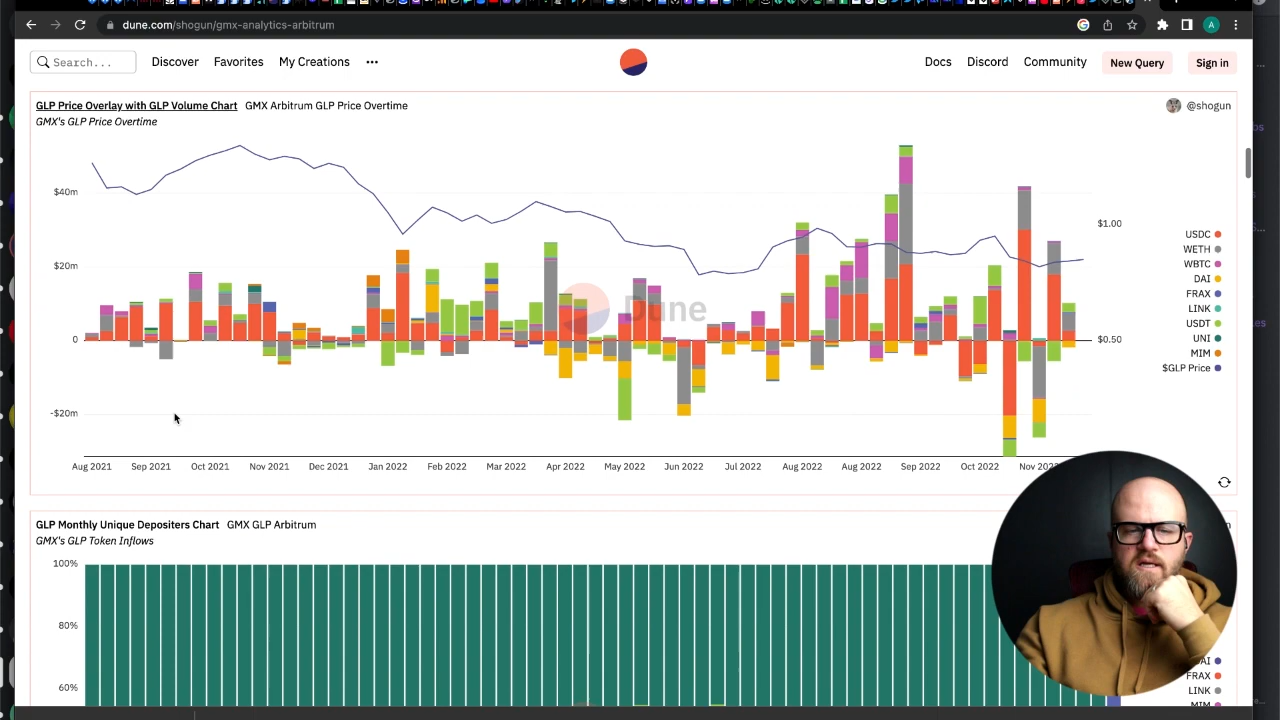 dune.com/shogun/gmx-analytics-arbitrum
A
Search...
Discover
Favorites
My Creations
Docs
Discord
Community
New Query
Sign in
GLP Price Overlay with GLP Volume Chart GMX Arbitrum GLP Price Overtime
@shogun
GMX's GLP Price Overtime
$40m
$20m
0
-$20m
$1.00
$0.50
Dune
USDC
WETH
WBTC
DAI
FRAX
LINK
USDT
UNI
MIM
$GLP Price
Aug 2021 Sep 2021 Oct 2021 Nov 2021 Dec 2021 Jan 2022 Feb 2022 Mar 2022 Apr 2022 May 2022 Jun 2022 Jul 2022 Aug 2022 Aug 2022 Sep 2022 Oct 2022 Nov 2022
GLP Monthly Unique Depositers Chart GMX GLP Arbitrum
GMX's GLP Token Inflows
100%
80%
60%
DAI
FRAX
LINK
MIM